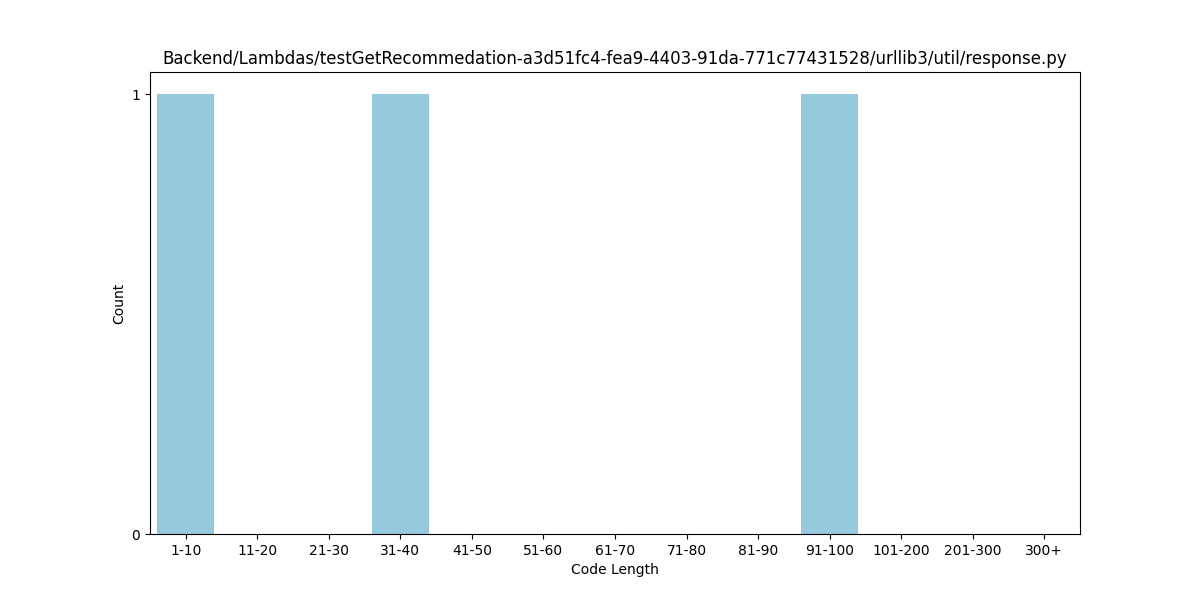 Backend/Lambdas/testGetRecommedation-a3d51fc4-fea9-4403-91da-771c77431528/urllib3/util/response.py
1
Count
0
1-10 11-20 21-30 31-40 41-50 51-60 61-70 71-80 81-90 91-100 101-200 201-300 300+
Code Length